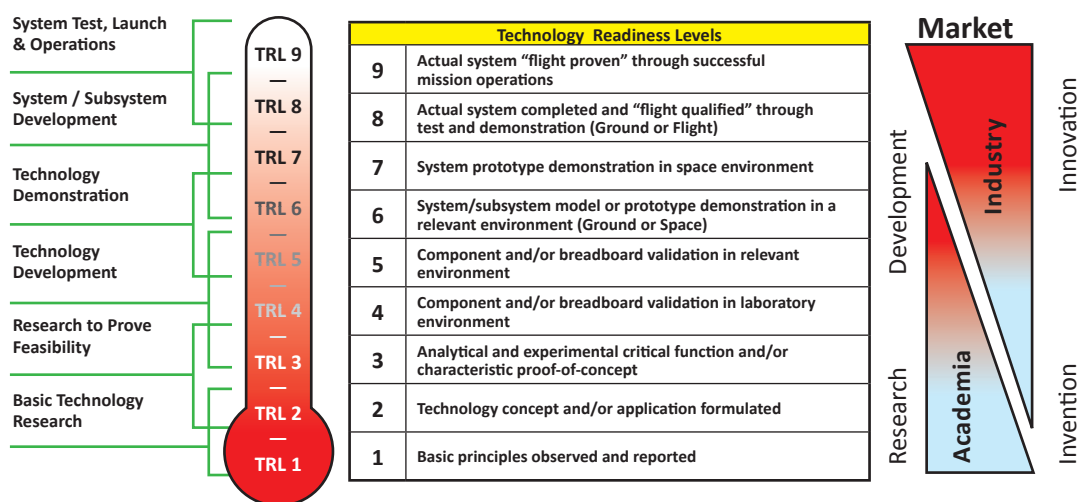 System Test, Launch
& Operations
System / Subsystem
Development
Technology
Demonstration
Technology
Development
Research to Prove
Feasibility
Basic Technology
Research
TRL 9
—
TRL 8
—
TRL 7
—
TRL 6
—
TRL 5
—
TRL 4
—
TRL 3
—
TRL 2
—
TRL 1
Technology Readiness Levels
9
Actual system “flight proven” through successful
mission operations
8
Actual system completed and “flight qualified” through
test and demonstration (Ground or Flight)
7
System prototype demonstration in space environment
6
System/subsystem model or prototype demonstration in a
relevant environment (Ground or Space)
5
Component and/or breadboard validation in relevant
environment
4
Component and/or breadboard validation in laboratory
environment
3
Analytical and experimental critical function and/or
characteristic proof-of-concept
2
Technology concept and/or application formulated
1
Basic principles observed and reported
Market
Development
Research
Industry
Academia
Innovation
Invention